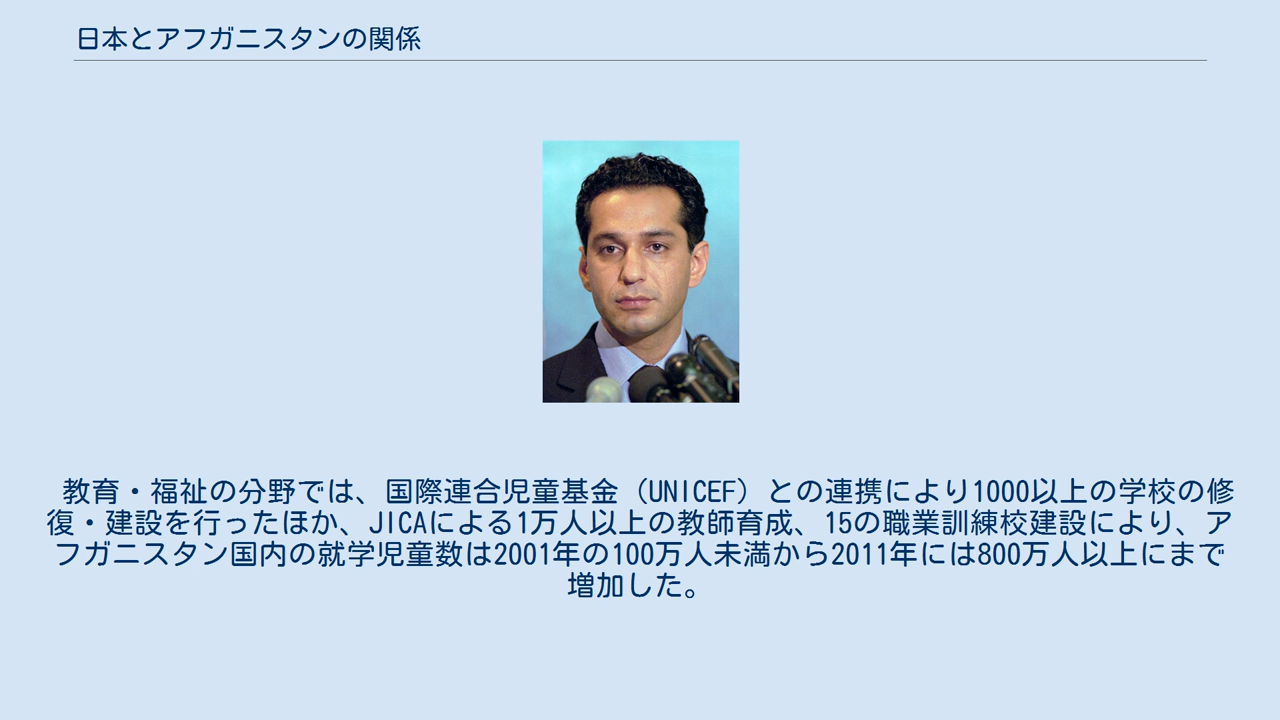 日本とアフガニスタンの関係
教育・福祉の分野では、国際連合児童基金（UNICEF）との連携により1000以上の学校の修
復・建設を行ったほか、JICAによる1万人以上の教師育成、15の職業訓練校建設により、ア
フガニスタン国内の就学児童数は2001年の100万人未満から2011年には800万人以上にまで
増加した。